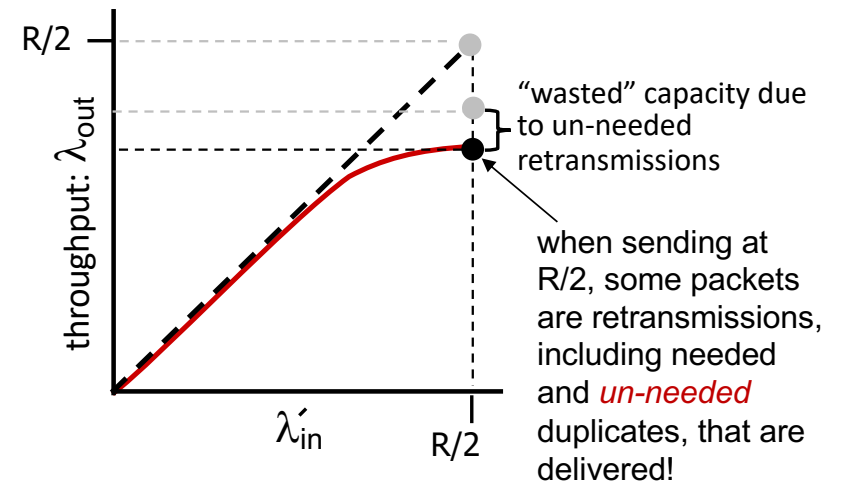 R/2
throughput: λout
“wasted” capacity due
to un-needed
retransmissions
when sending at
R/2, some packets
are retransmissions,
including needed
and un-needed
duplicates, that are
delivered!
λ′in
R/2